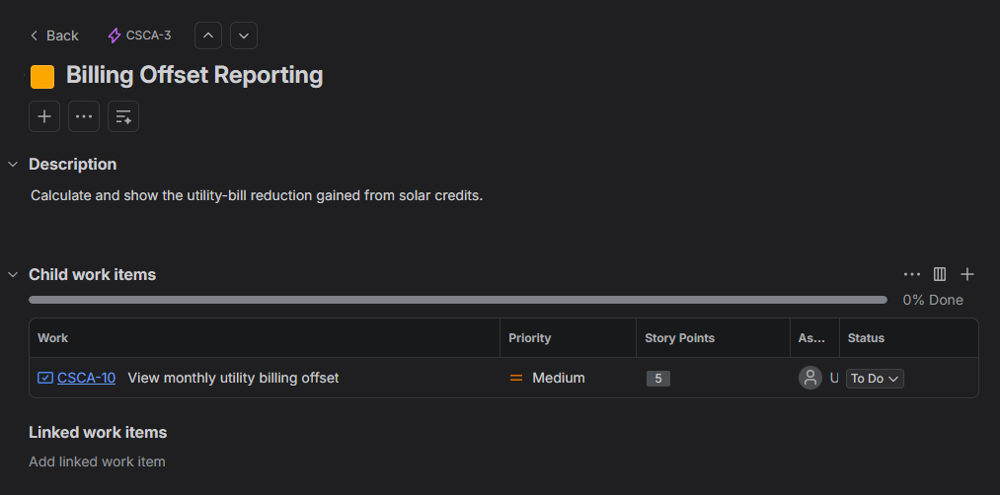 Back CSCA-3
Billing Offset Reporting
Description
Calculate and show the utility-bill reduction gained from solar credits.
Child work items
0% Done
Work Priority Story Points As... Status
CSCA-10 View monthly utility billing offset Medium 5 U To Do
Linked work items
Add linked work item